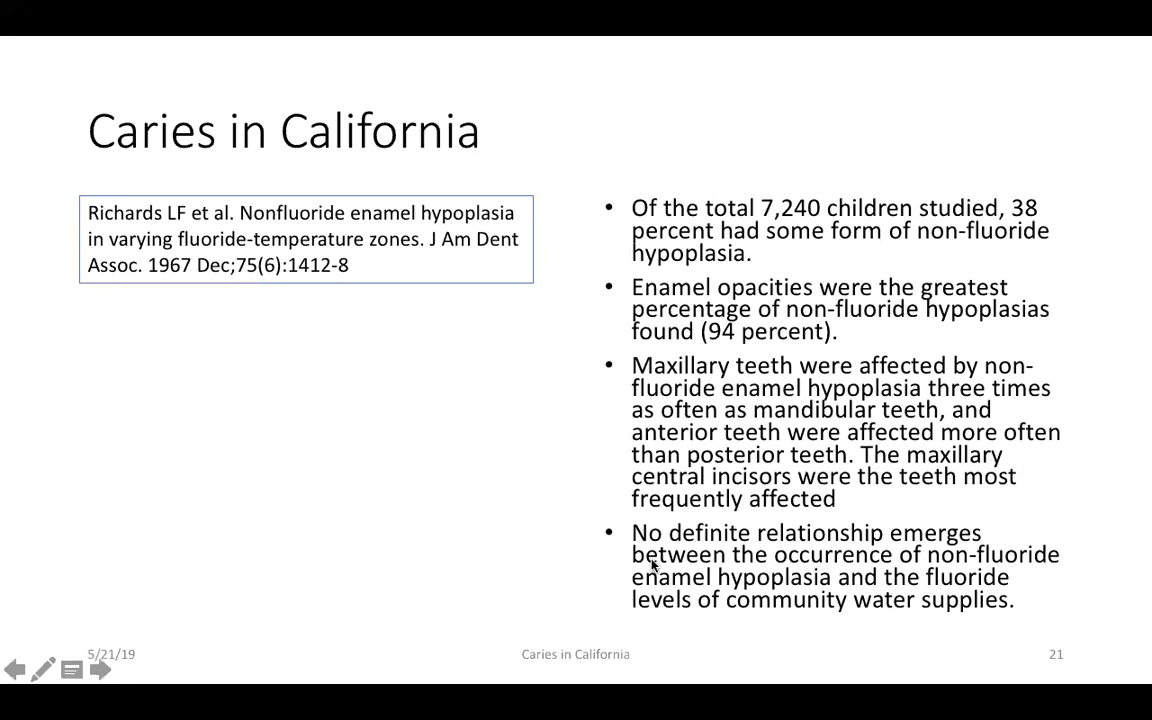 Caries in California
Richards LF et al. Nonfluoride enamel hypoplasia
in varying fluoride-temperature zones. J Am Dent
Assoc. 1967 Dec;75(6):1412-8
• Of the total 7,240 children studied, 38
percent had some form of non-fluoride
hypoplasia.
• Enamel opacities were the greatest
percentage of non-fluoride hypoplasias
found (94 percent).
• Maxillary teeth were affected by non-
fluoride enamel hypoplasia three times
as often as mandibular teeth, and
anterior teeth were affected more often
than posterior teeth. The maxillary
central incisors were the teeth most
frequently affected
• No definite relationship emerges
between the occurrence of non-fluoride
enamel hypoplasia and the fluoride
levels of community water supplies.
5/21/19
Caries in California
21